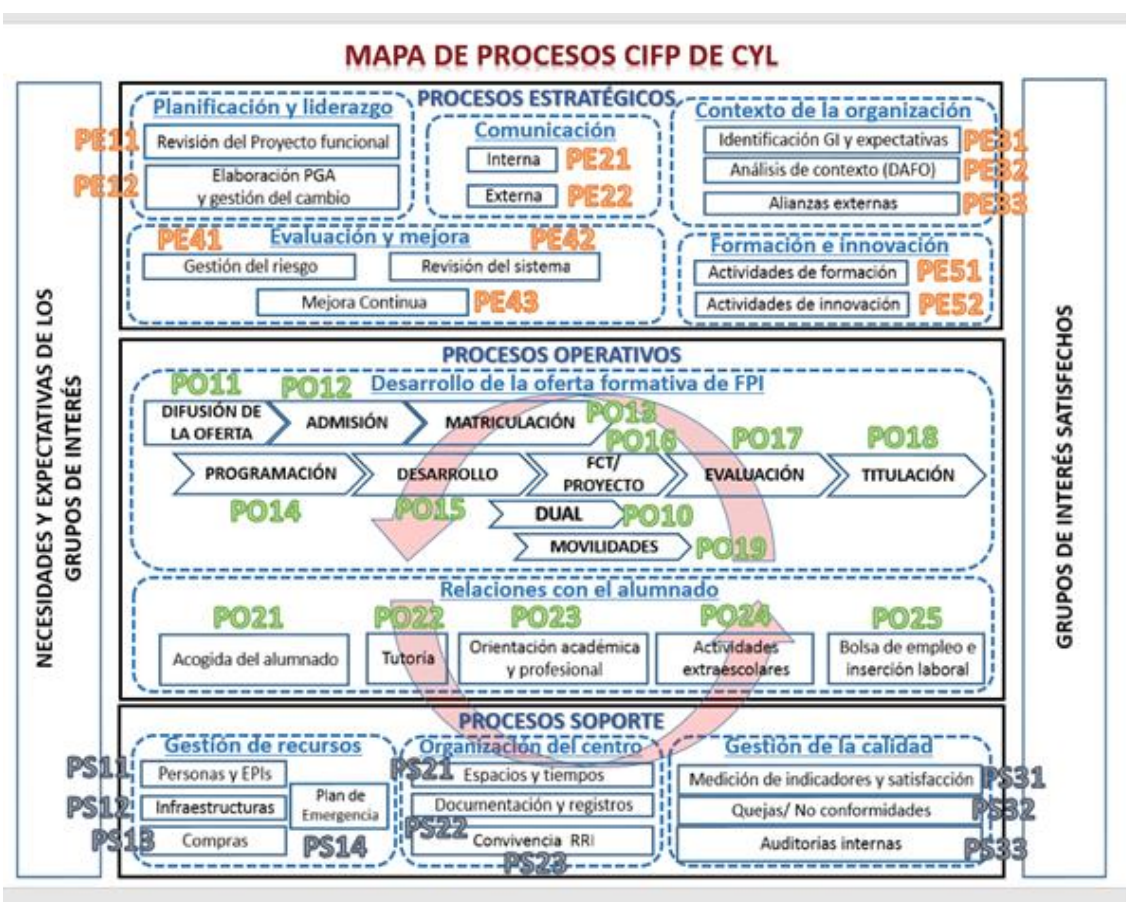 MAPA DE PROCESOS CIFP DE CYL
NECESIDADES Y EXPECTATIVAS DE LOS
GRUPOS DE INTERÉS
PROCESOS ESTRATÉGICOS
Planificación y liderazgo
PE11
Revisión del Proyecto funcional
PE12
Elaboración PGA
y gestión del cambio
Comunicación
Interna
PE21
Externa
PE22
Contexto de la organización
Identificación GI y expectativas
PE31
Análisis de contexto (DAFO)
PE32
Alianzas externas
PE33
Evaluación y mejora
PE41
Gestión del riesgo
PE42
Revisión del sistema
Mejora Continua
PE43
Formación e innovación
Actividades de formación
PE51
Actividades de innovación
PE52
PROCESOS OPERATIVOS
Desarrollo de la oferta formativa de FPI
PO11
DIFUSIÓN DE
LA OFERTA
PO12
ADMISIÓN
MATRICULACIÓN
PO13
PROGRAMACIÓN
PO14
DESARROLLO
PO15
PO16
FCT/
PROYECTO
PO17
EVALUACIÓN
PO18
TITULACIÓN
DUAL
PO10
MOVILIDADES
PO19
Relaciones con el alumnado
PO21
Acogida del alumnado
PO22
Tutoría
PO23
Orientación académica
y profesional
PO24
Actividades
extraescolares
PO25
Bolsa de empleo e
inserción laboral
PROCESOS SOPORTE
Gestión de recursos
PS11
Personas y EPIs
PS12
Infraestructuras
PS13
Compras
Plan de
Emergencia
PS14
Organización del centro
PS21
Espacios y tiempos
Documentación y registros
PS22
Convivencia RRI
PS23
Gestión de la calidad
Medición de indicadores y satisfacción
PS31
Quejas/ No conformidades
PS32
Auditorias internas
PS33
GRUPOS DE INTERÉS SATISFECHOS